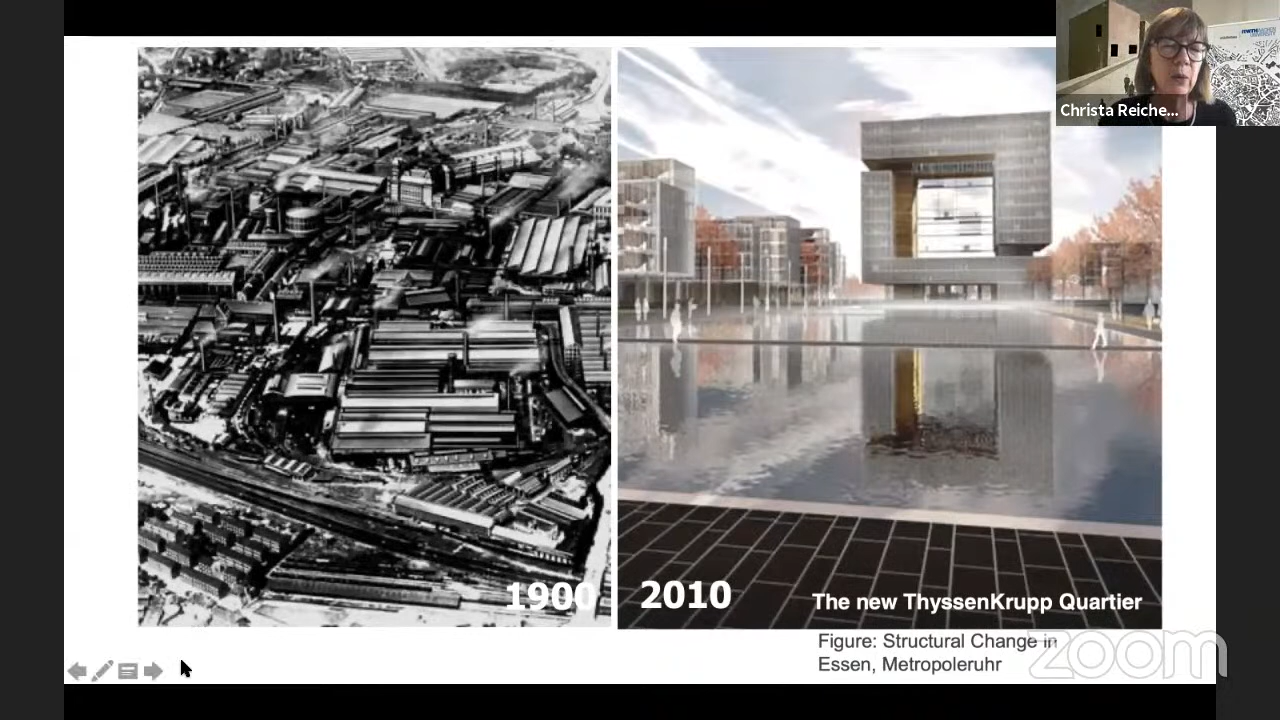 Christa Reiche...
1900
2010
The new ThyssenKrupp Quartier
Figure: Structural Change in
Essen, Metropoleruhr
zoom